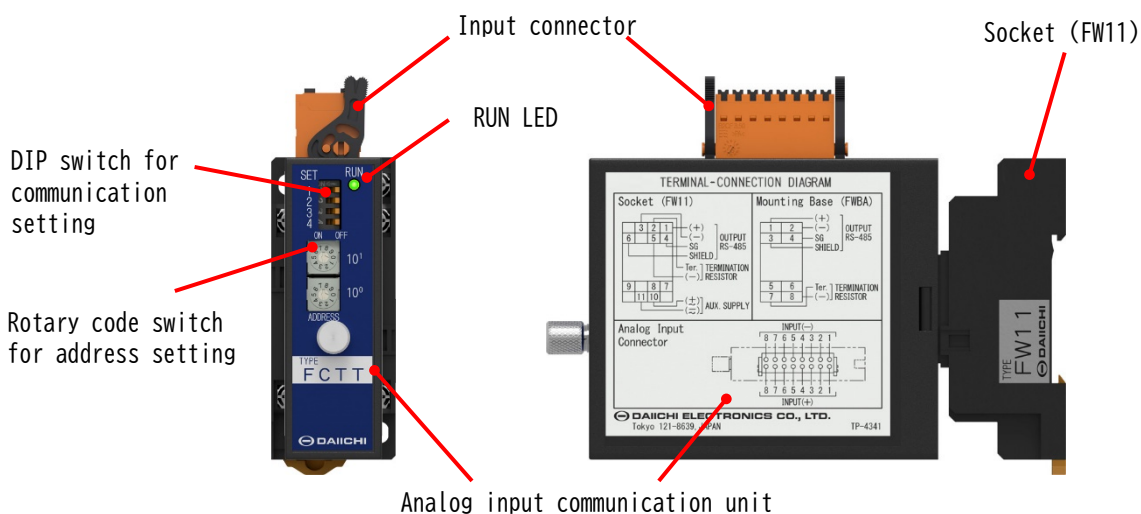 Input connector
Socket (FW11)
RUN LED
DIP switch for
communication
setting
SET
RUN
1
2
3
4
ON OFF
10¹
10⁰
ADDRESS
Rotary code switch
for address setting
TYPE
FCTT
DAIICHI
TERMINAL-CONNECTION DIAGRAM
Socket (FW11)
3 2 1
6 5 4
(+)
(−)
SG
SHIELD
OUTPUT
RS-485
Ter.
(−)
TERMINATION
RESISTOR
9 8 7
11 10
(±)
(≂)
AUX. SUPPLY
Mounting Base (FWBA)
1 2
3 4
(+)
(−)
SG
SHIELD
OUTPUT
RS-485
5 6
7 8
Ter.
(−)
TERMINATION
RESISTOR
Analog Input
Connector
INPUT(−)
8 7 6 5 4 3 2 1
8 7 6 5 4 3 2 1
INPUT(+)
DAIICHI ELECTRONICS CO., LTD.
Tokyo 121-8639, JAPAN
TP-4341
TYPE
FW11
DAIICHI
Analog input communication unit